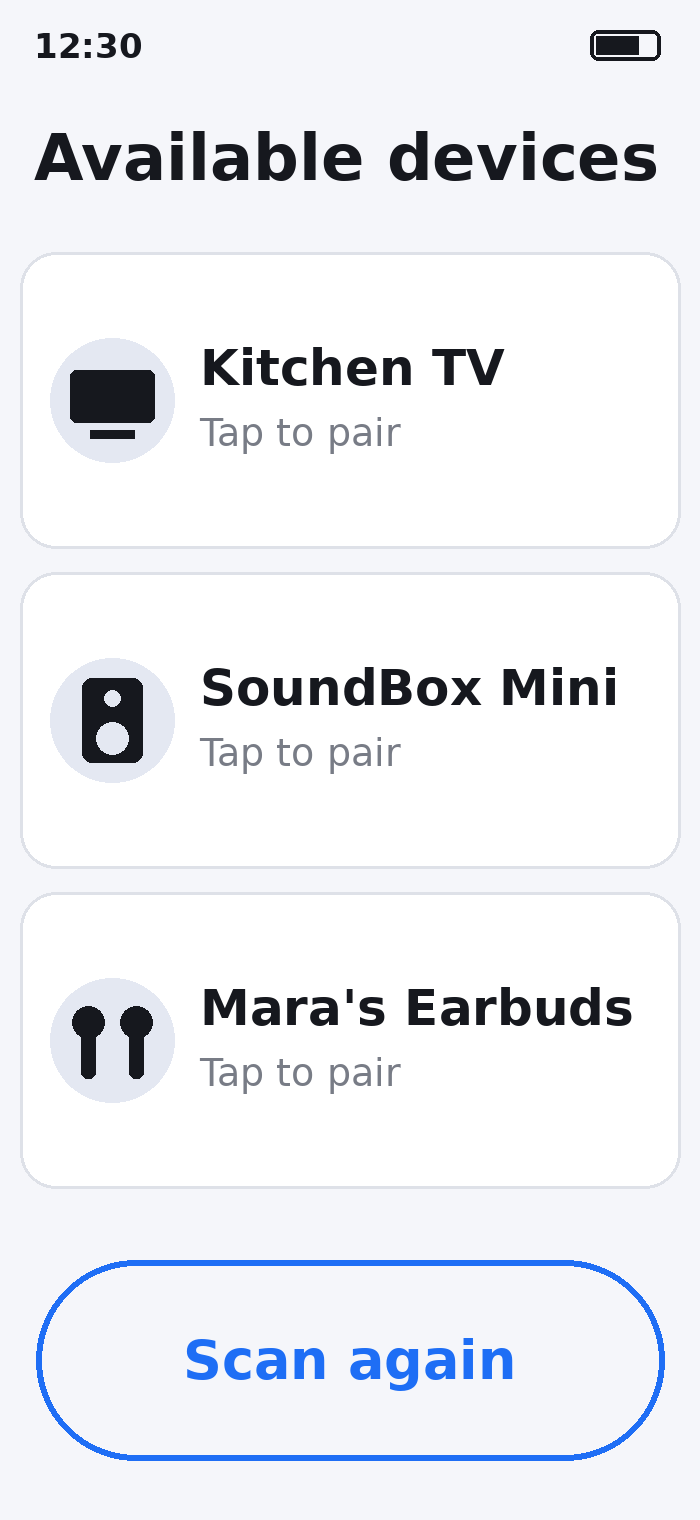 12:30
Available devices
Kitchen TV
Tap to pair
SoundBox Mini
Tap to pair
Mara's Earbuds
Tap to pair
Scan again